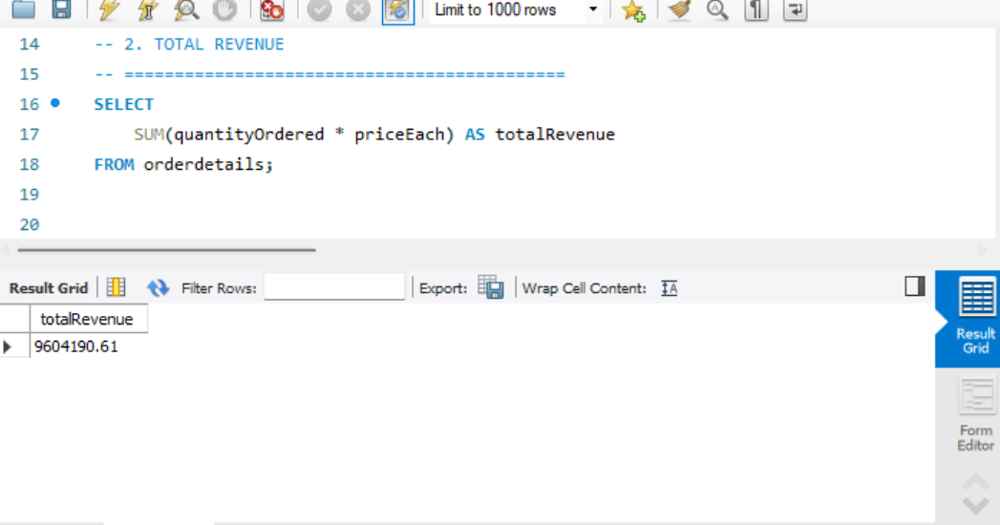 Limit to 1000 rows
14 -- 2. TOTAL REVENUE
15 -- ============================================
16 SELECT
17 SUM(quantityOrdered * priceEach) AS totalRevenue
18 FROM orderdetails;
19
20
Result Grid Filter Rows: Export: Wrap Cell Content: IA
totalRevenue
9604190.61
Result
Grid
Form
Editor